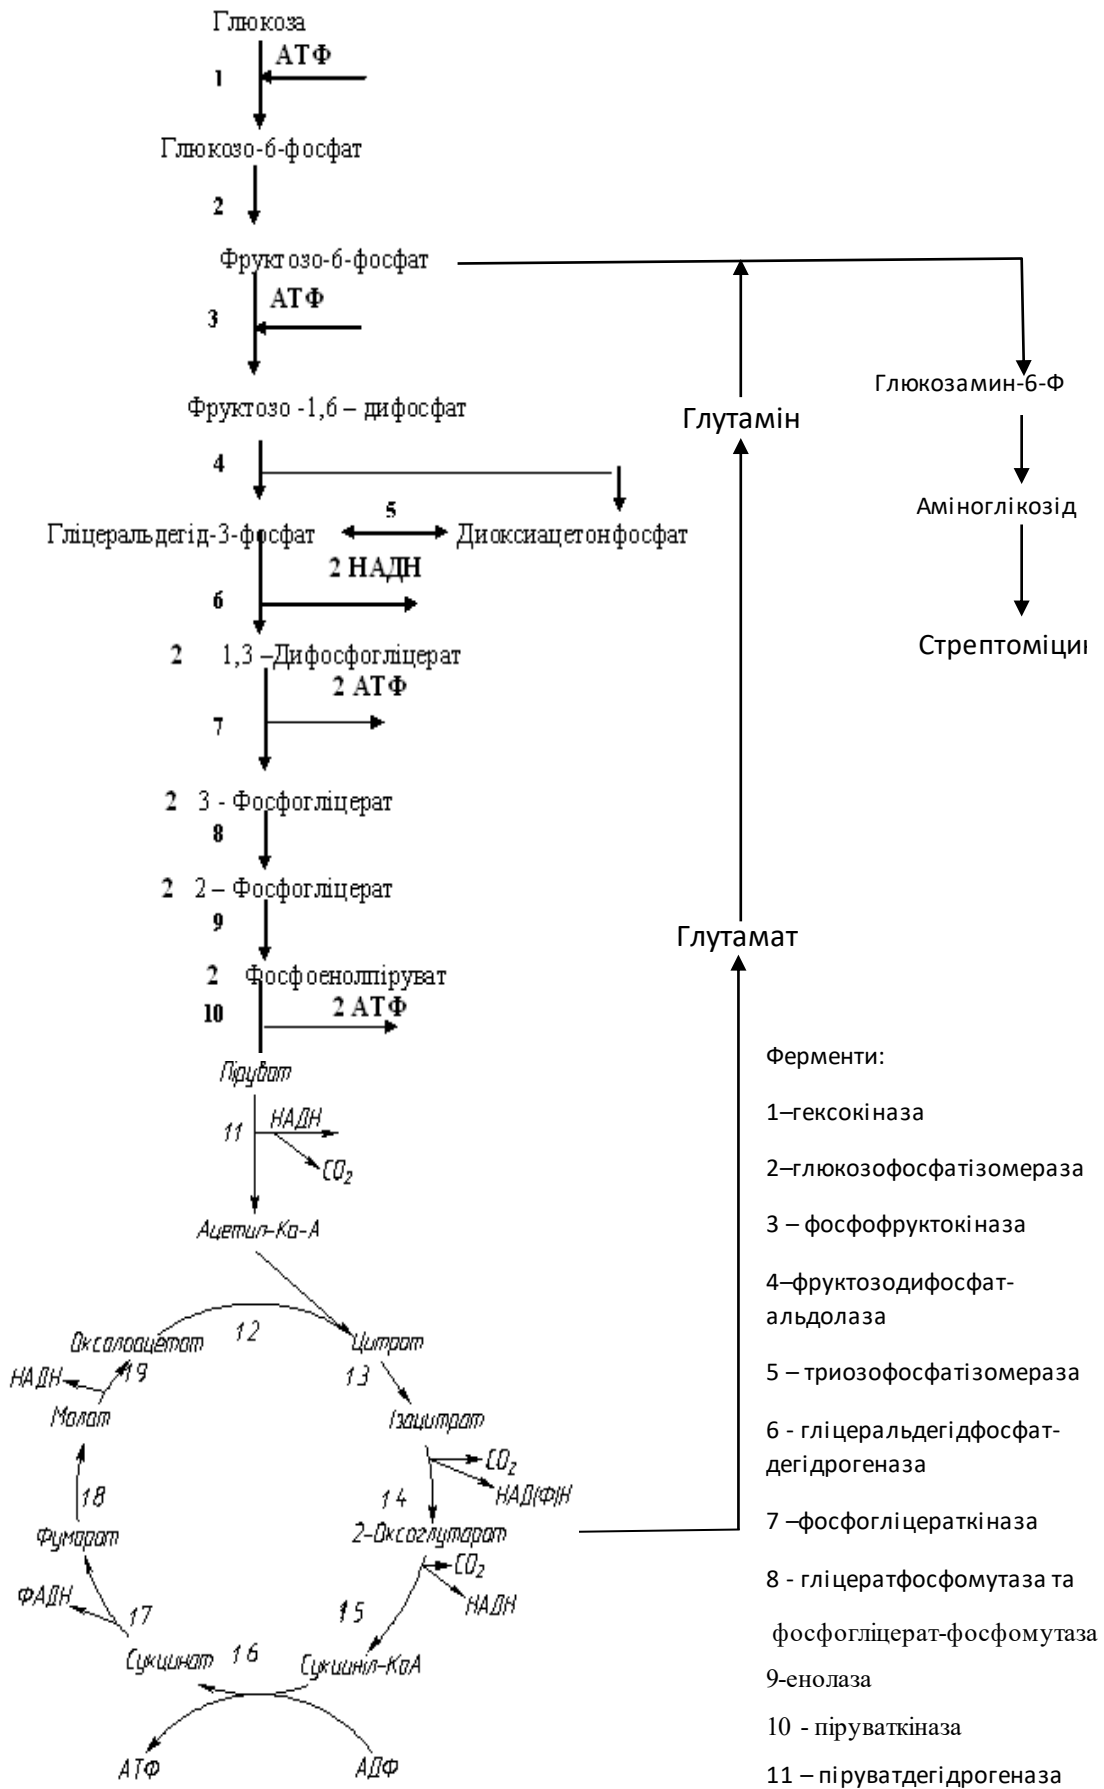 Глюкоза
АТФ
1
Глюкозо-6-фосфат
2
Фруктозо-6-фосфат
АТФ
3
Глюкозамин-6-Ф
Фруктозо -1,6 – дифосфат
Глутамін
4
Аміноглікозід
5
Гліцеральдегід-3-фосфат
Диоксиацетонфосфат
2 НАДН
6
2 1,3 –Дифосфогліцерат
Стрептоміцин
2 АТФ
7
2 3 - Фосфогліцерат
8
2 2 – Фосфогліцерат
9
Глутамат
2 Фосфоенолпіруват
2 АТФ
10
Піруват
11
НАДН
CO2
Ацетил-Ко-А
12
Оксалоацетат
Цитрат
19
13
НАДН
Малат
Ізацитрат
CO2
НАД(Ф)Н
14
18
2-Оксоглутарат
Фумарат
CO2
НАДН
ФАДН
15
17
Сукцинат
16
Сукциніл-КоА
АТФ
АДФ
Ферменти:
1–гексокіназа
2–глюкозофосфатізомераза
3 – фосфофруктокіназа
4–фруктозодифосфат-
альдолаза
5 – триозофосфатізомераза
6 - гліцеральдегідфосфат-
дегідрогеназа
7 –фосфогліцераткіназа
8 - гліцератфосфомутаза та
фосфогліцерат-фосфомутаза
9-енолаза
10 - піруваткіназа
11 – піруватдегідрогеназа